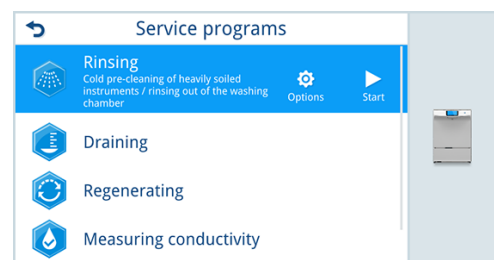 Service programs
Rinsing
Cold pre-cleaning of heavily soiled
instruments / rinsing out of the washing
chamber
Options
Start
Draining
Regenerating
Measuring conductivity